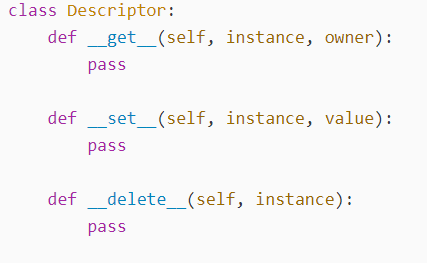 class Descriptor:
    def __get__(self, instance, owner):
        pass

    def __set__(self, instance, value):
        pass

    def __delete__(self, instance):
        pass